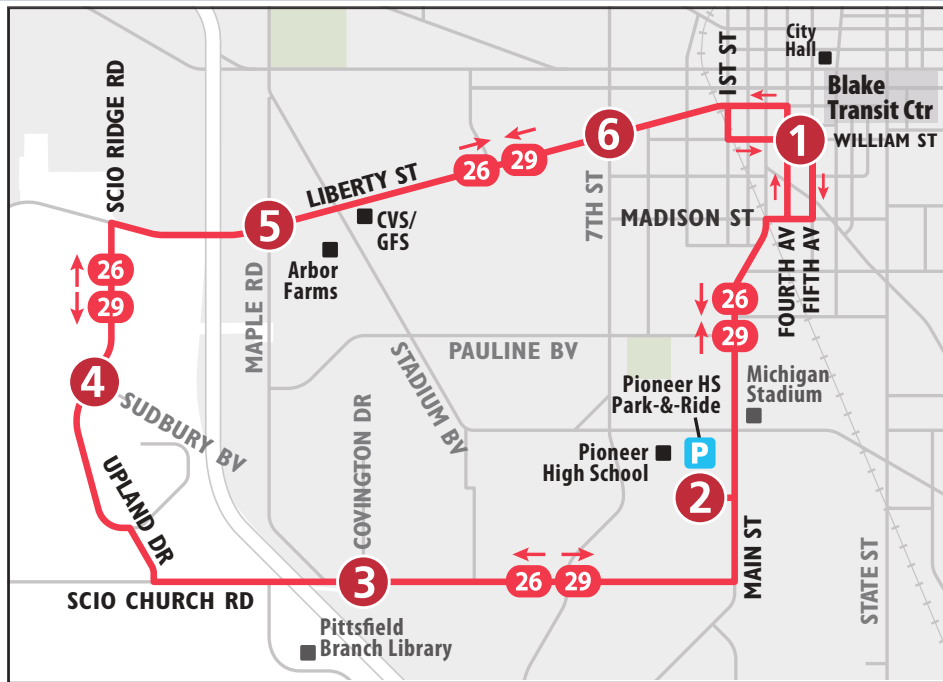 City
Hall
Blake
Transit Ctr
1ST ST
SCIO RIDGE RD
6
1
WILLIAM ST
26
29
LIBERTY ST
7TH ST
MADISON ST
5
CVS/
GFS
Arbor
Farms
MAPLE RD
FOURTH AV
FIFTH AV
26
29
26
29
PAULINE BV
STADIUM BV
4
SUDBURY BV
Pioneer HS
Park-&-Ride
Michigan
Stadium
P
Pioneer
High School
2
COVINGTON DR
UPLAND DR
MAIN ST
STATE ST
3
26
29
SCIO CHURCH RD
Pittsfield
Branch Library